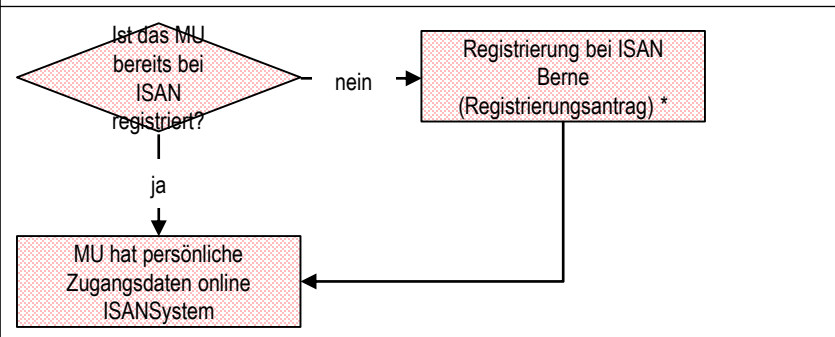 Ist das MU
bereits bei
ISAN
registriert?
nein
Registrierung bei ISAN
Berne
(Registrierungsantrag) *
ja
MU hat persönliche
Zugangsdaten online
ISANSystem